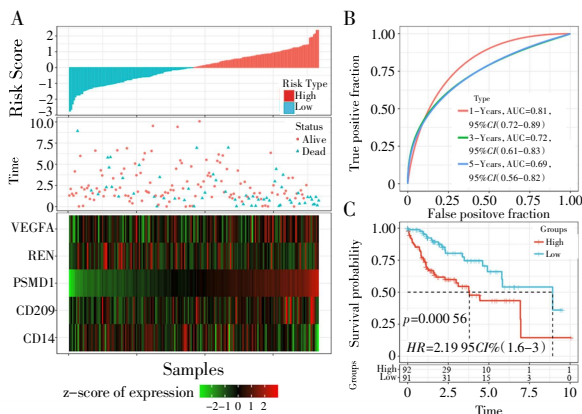 A
Risk Score
2
1
0
−1
−2
−3
Risk Type
High
Low
Time
10.0
7.5
5.0
2.5
0
Status
Alive
Dead
VEGFA
REN
PSMD1
CD209
CD14
Samples
z-score of expression
−2−1 0 1 2
B
True positive fraction
1.00
0.75
0.50
0.25
0
Type
1-Years, AUC=0.81,
95%CI(0.72−0.89)
3-Years, AUC=0.72,
95%CI(0.61−0.83)
5-Years, AUC=0.69,
95%CI(0.56−0.82)
0 0.25 0.50 0.75 1.00
False positove fraction
C
Groups
High
Low
Survival probability
1.00
0.75
0.50
0.25
0
p=0.000 56
HR=2.19 95CI%(1.6−3)
Groups
High 92 29 10 1 1
Low 91 31 15 3 0
0 2.5 5.0 7.5 10
Time